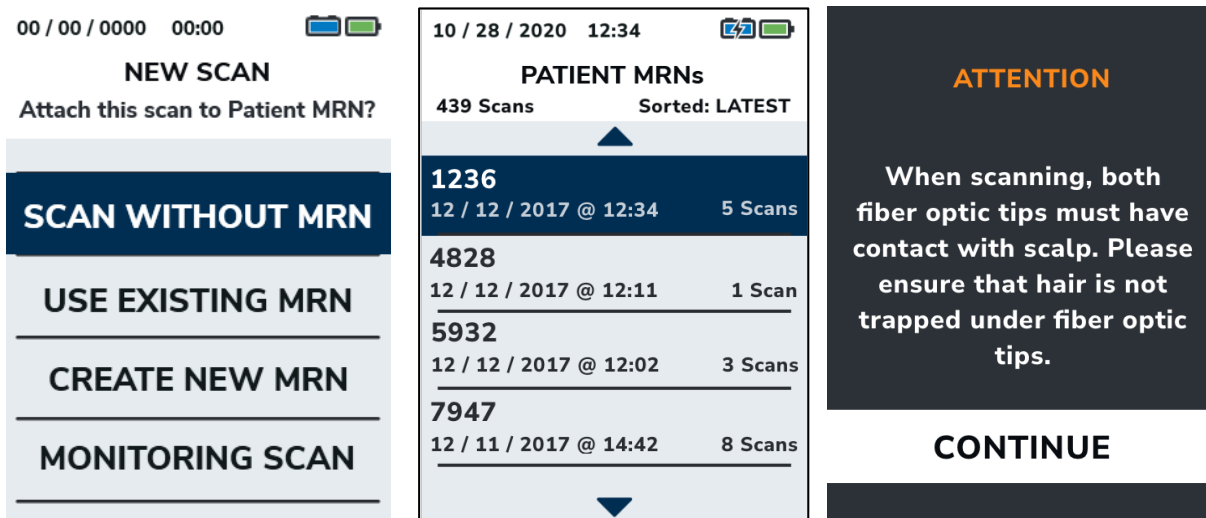 00 / 00 / 0000 00:00
NEW SCAN
Attach this scan to Patient MRN?
SCAN WITHOUT MRN
USE EXISTING MRN
CREATE NEW MRN
MONITORING SCAN
10 / 28 / 2020 12:34
PATIENT MRNs
439 Scans Sorted: LATEST
1236
12 / 12 / 2017 @ 12:34 5 Scans
4828
12 / 12 / 2017 @ 12:11 1 Scan
5932
12 / 12 / 2017 @ 12:02 3 Scans
7947
12 / 11 / 2017 @ 14:42 8 Scans
ATTENTION
When scanning, both
fiber optic tips must have
contact with scalp. Please
ensure that hair is not
trapped under fiber optic
tips.
CONTINUE